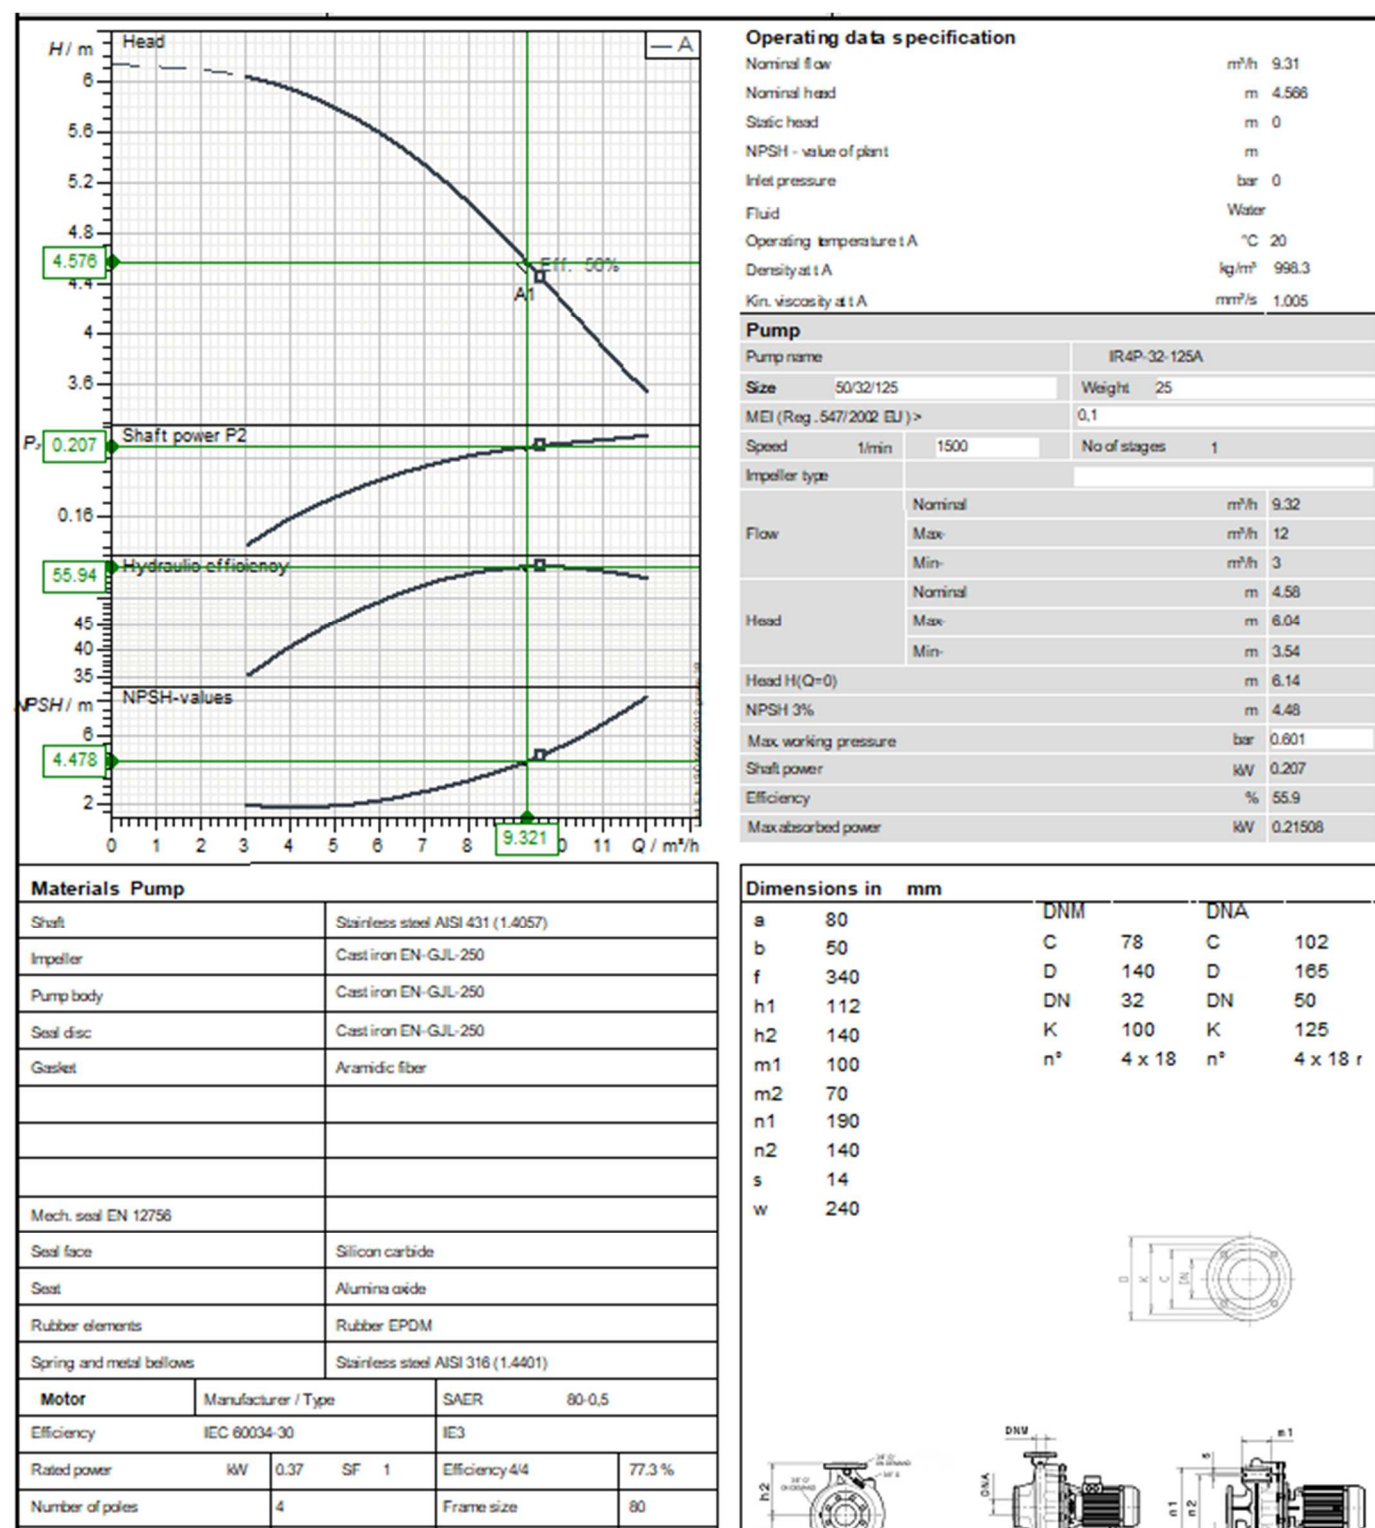 H / m
Head
— A
6
5.6
5.2
4.8
4.576
4.4
4
3.6
Eff. 56%
A1
Shaft power P2
0.207
0.16
Hydraulic efficiency
55.94
45
40
35
NPSH / m
NPSH-values
6
4.478
2
0 1 2 3 4 5 6 7 8 9.321 0 11 Q / m³/h
Operating data specification
Nominal flow m³/h 9.31
Nominal head m 4.566
Static head m 0
NPSH - value of plant m
Inlet pressure bar 0
Fluid Water
Operating temperature t A °C 20
Density at t A kg/m³ 998.3
Kin. viscosity at t A mm²/s 1.005
Pump
Pump name IR4P-32-125A
Size 50/32/125 Weight 25
MEI (Reg. 547/2002 EU) > 0,1
Speed 1/min 1500 No of stages 1
Impeller type
Flow
Nominal m³/h 9.32
Max- m³/h 12
Min- m³/h 3
Head
Nominal m 4.58
Max- m 6.04
Min- m 3.54
Head H(Q=0) m 6.14
NPSH 3% m 4.48
Max. working pressure bar 0.601
Shaft power kW 0.207
Efficiency % 55.9
Max absorbed power kW 0.21508
Materials Pump
Shaft Stainless steel AISI 431 (1.4057)
Impeller Cast iron EN-GJL-250
Pump body Cast iron EN-GJL-250
Seal disc Cast iron EN-GJL-250
Gasket Aramidic fiber
Mech. seal EN 12756
Seal face Silicon carbide
Seat Alumina oxide
Rubber elements Rubber EPDM
Spring and metal bellows Stainless steel AISI 316 (1.4401)
Motor Manufacturer / Type SAER 80-0,5
Efficiency IEC 60034-30 IE3
Rated power kW 0.37 SF 1 Efficiency 4/4 77.3 %
Number of poles 4 Frame size 80
Dimensions in mm
a 80
b 50
f 340
h1 112
h2 140
m1 100
m2 70
n1 190
n2 140
s 14
w 240
DNM DNA
C 78 C 102
D 140 D 165
DN 32 DN 50
K 100 K 125
n° 4 x 18 n° 4 x 18 r
D K C DN
h2
DNM
DNA
m1
s
n1
n2